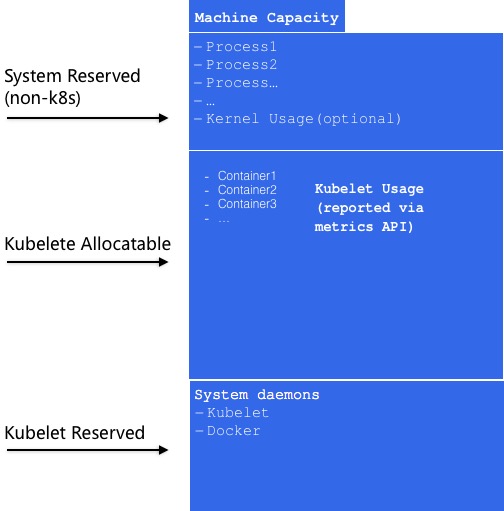 Machine Capacity
System Reserved
(non-k8s)
–Process1
–Process2
–Process…
–…
–Kernel Usage(optional)
Kubelete Allocatable
- Container1
- Container2
- Container3
- ...
Kubelet Usage
(reported via
metrics API)
Kubelet Reserved
System daemons
–Kubelet
–Docker